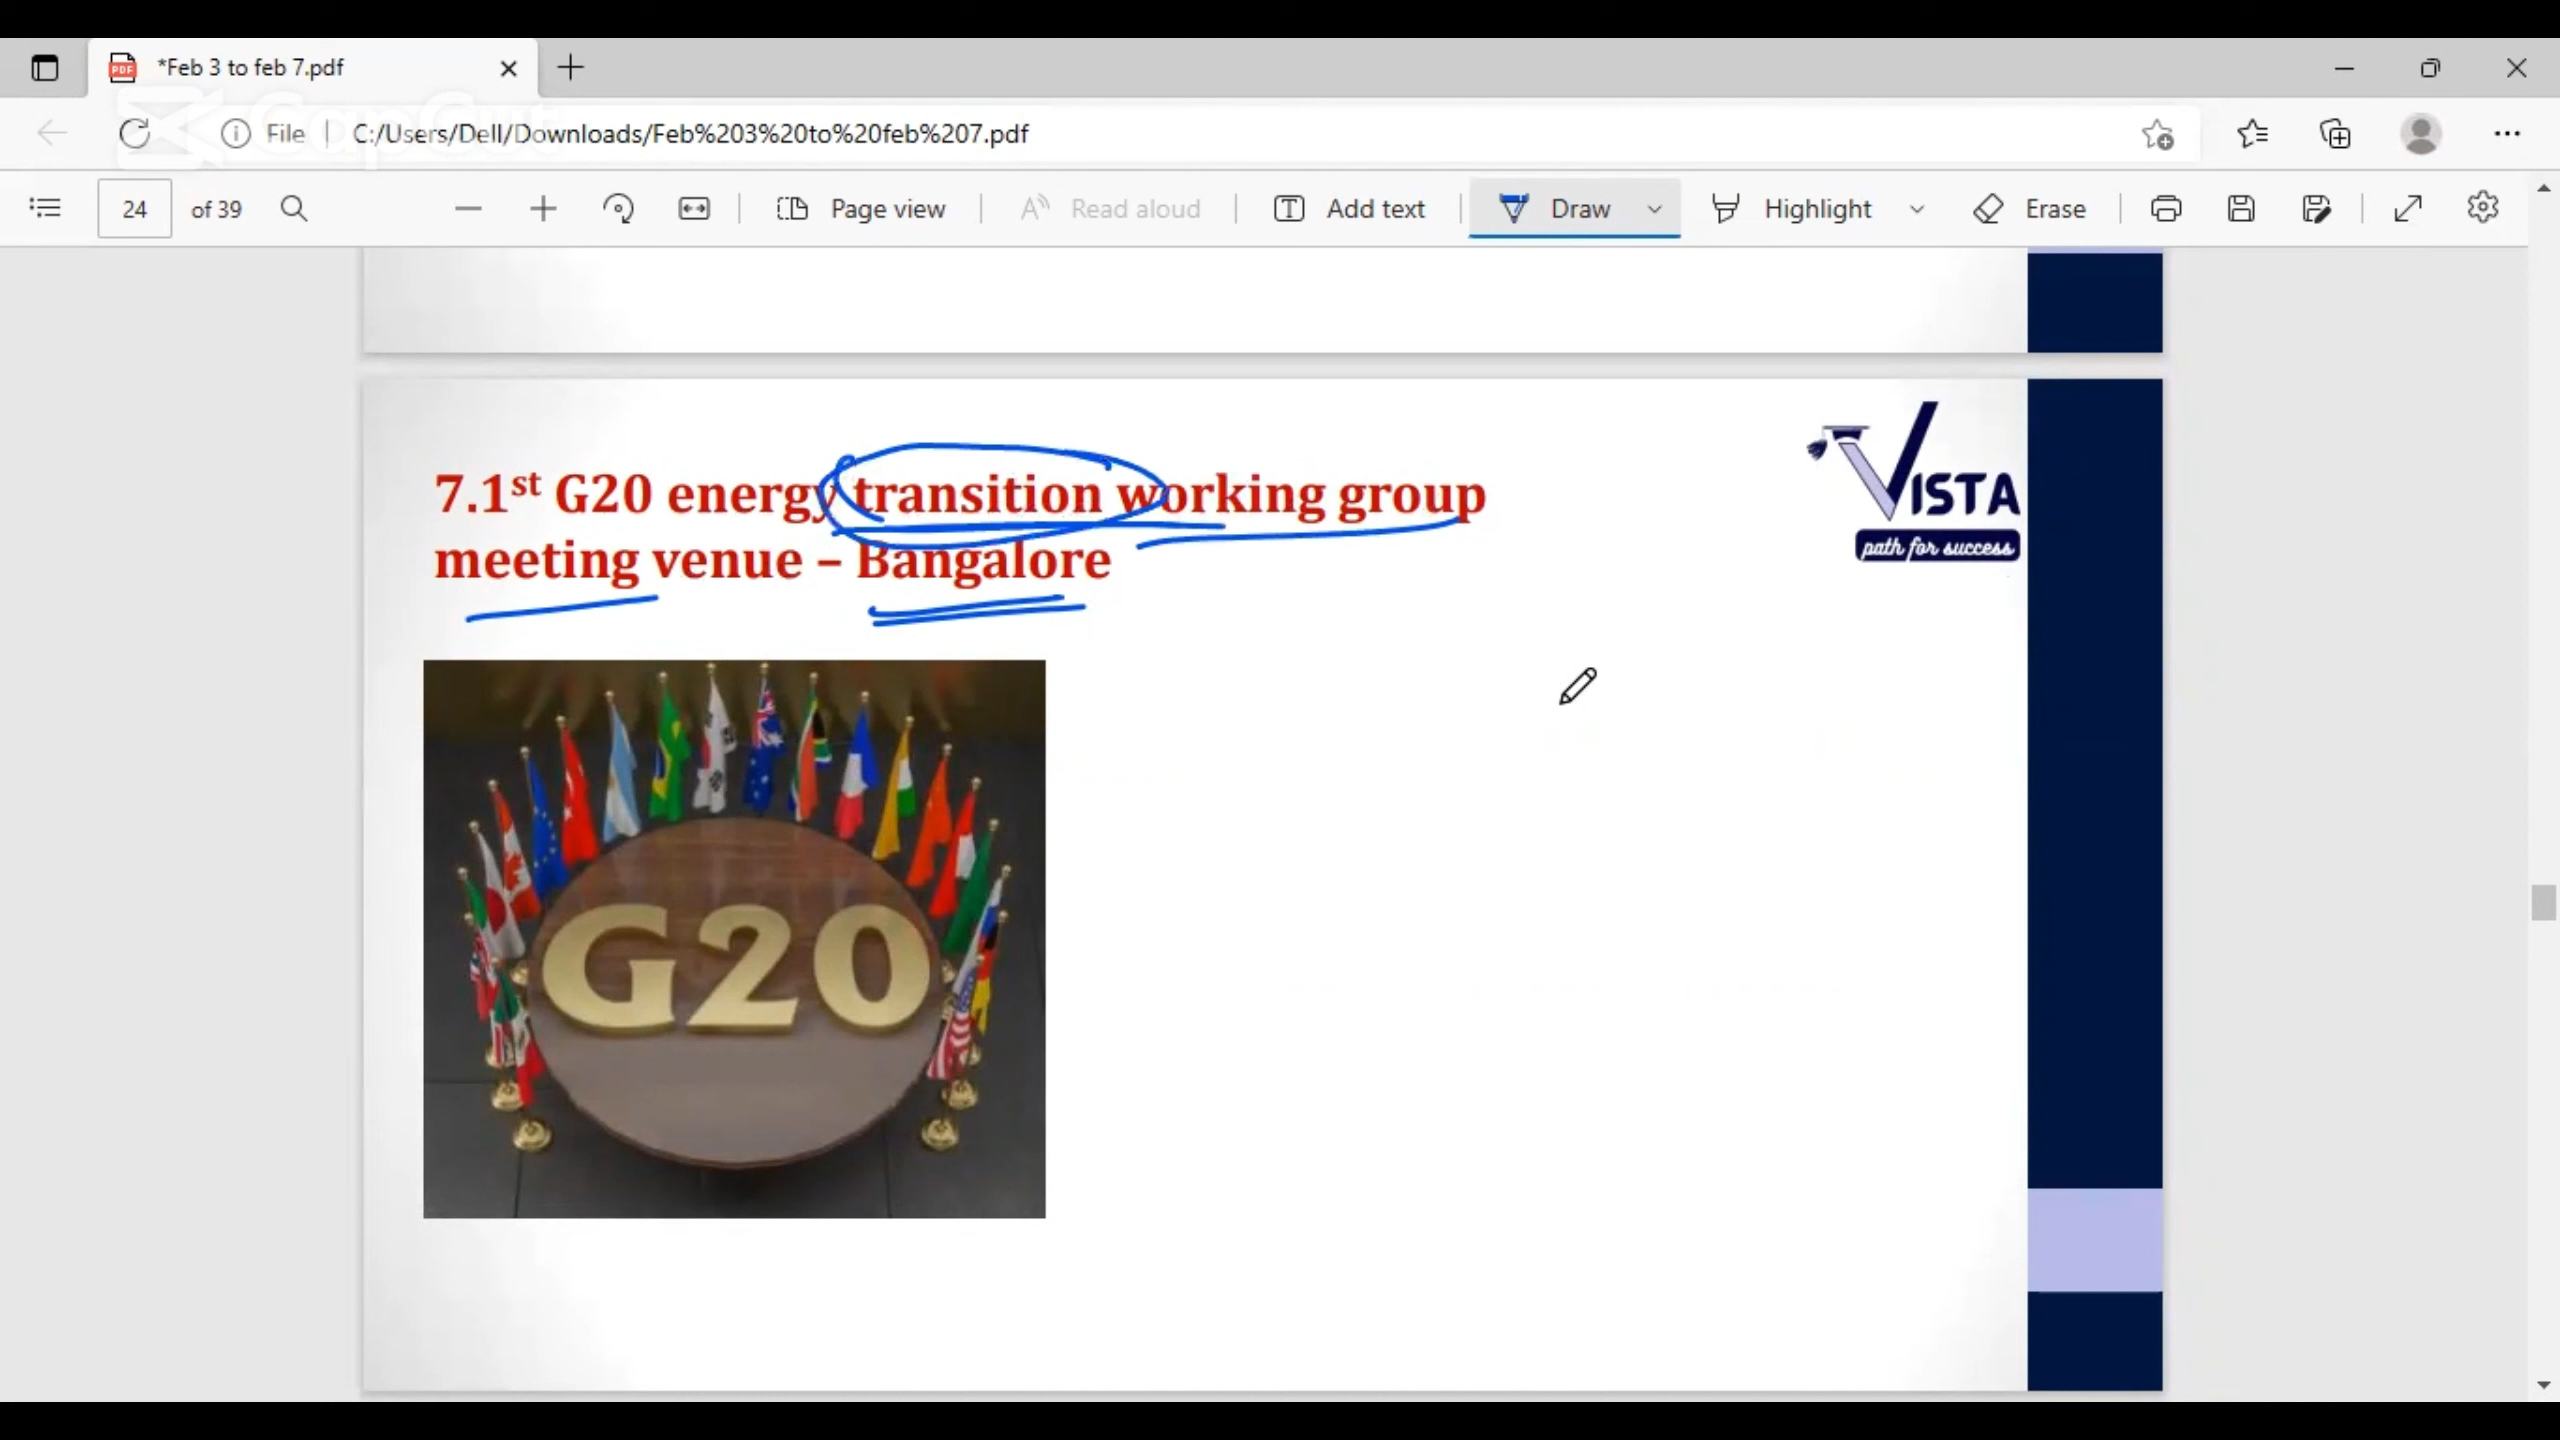 *Feb 3 to feb 7.pdf
CapCut
File | C:/Users/Dell/Downloads/Feb%203%20to%20feb%207.pdf
24 of 39 Page view Read aloud Add text Draw Highlight Erase
7.1st G20 energy transition working group
meeting venue – Bangalore
VISTA
path for success
G20